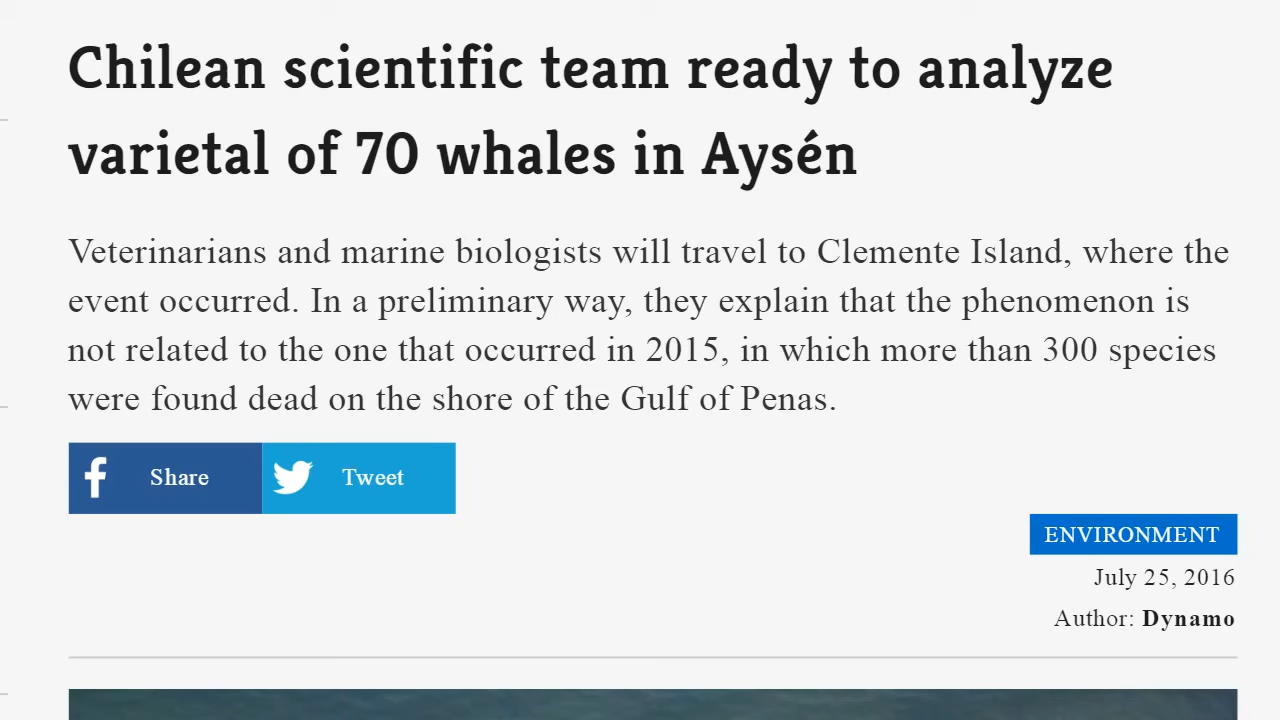 Chilean scientific team ready to analyze
varietal of 70 whales in Aysén
Veterinarians and marine biologists will travel to Clemente Island, where the
event occurred. In a preliminary way, they explain that the phenomenon is
not related to the one that occurred in 2015, in which more than 300 species
were found dead on the shore of the Gulf of Penas.
Share Tweet
ENVIRONMENT
July 25, 2016
Author: Dynamo